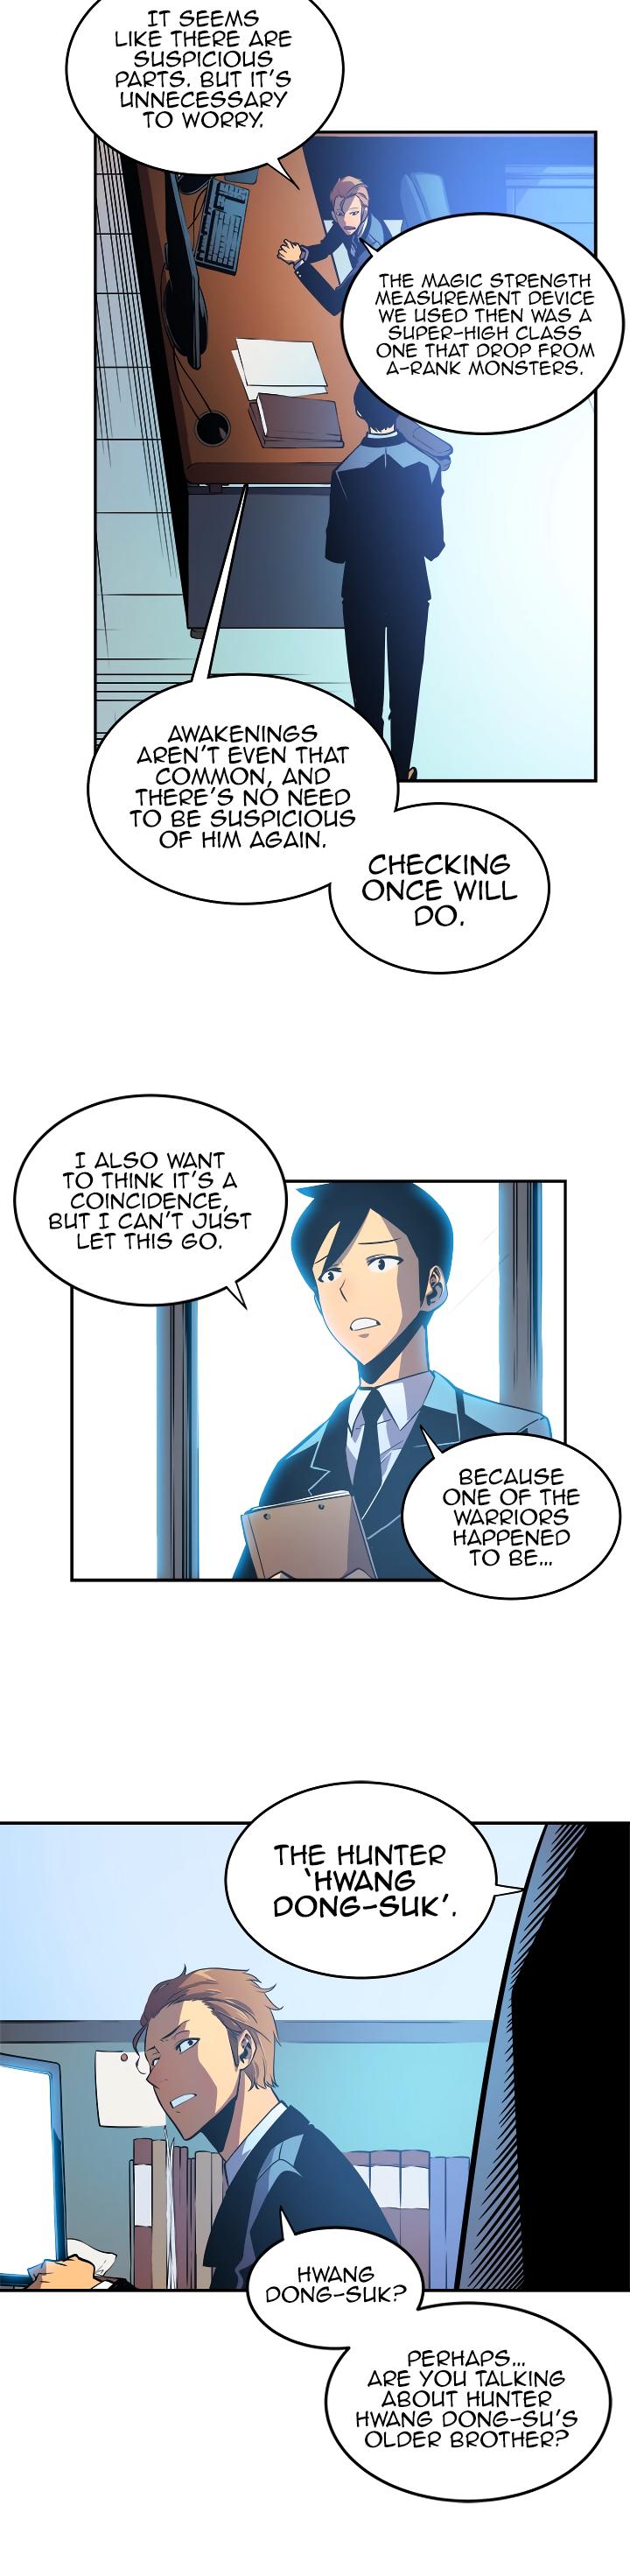 IT SEEMS
LIKE THERE ARE
SUSPICIOUS
PARTS. BUT IT'S
UNNECESSARY
TO WORRY.
THE MAGIC STRENGTH
MEASUREMENT DEVICE
WE USED THEN WAS A
SUPER-HIGH CLASS
ONE THAT DROP FROM
A-RANK MONSTERS.
AWAKENINGS
AREN'T EVEN THAT
COMMON, AND
THERE'S NO NEED
TO BE SUSPICIOUS
OF HIM AGAIN.
CHECKING
ONCE WILL
DO.
I ALSO WANT
TO THINK IT'S A
COINCIDENCE,
BUT I CAN'T JUST
LET THIS GO.
BECAUSE
ONE OF THE
WARRIORS
HAPPENED
TO BE...
THE HUNTER
'HWANG
DONG-SUK'.
HWANG
DONG-SUK?
PERHAPS...
ARE YOU TALKING
ABOUT HUNTER
HWANG DONG-SU'S
OLDER BROTHER?